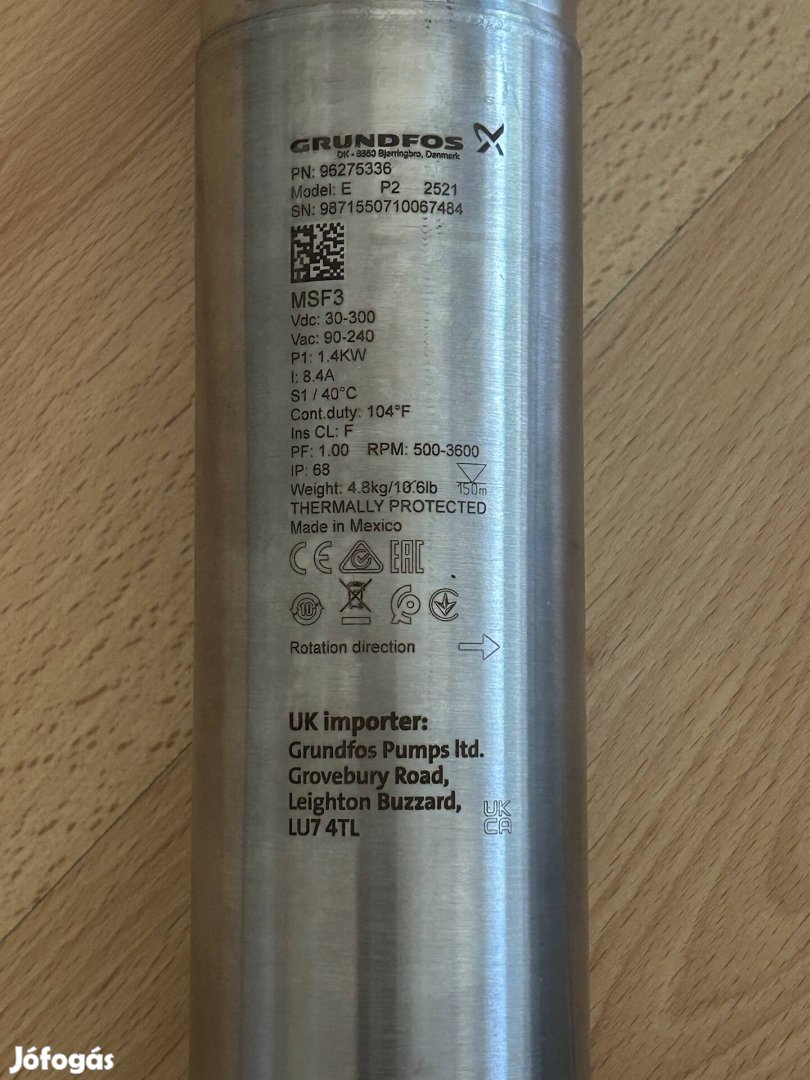 GRUNDFOS
DK - 8850 Bjerringbro, Denmark
PN: 96275336
Model: E P2 2521
SN: 9871550710067484
MSF3
Vdc: 30-300
Vac: 90-240
P1: 1.4KW
I: 8.4A
S1 / 40°C
Cont.duty: 104°F
Ins CL: F
PF: 1.00 RPM: 500-3600
IP: 68
Weight: 4.8kg/10.6lb 150m
THERMALLY PROTECTED
Made in Mexico
CE EAC
10
Rotation direction
UK importer:
Grundfos Pumps ltd.
Grovebury Road,
Leighton Buzzard,
LU7 4TL
UK
CA
Jófogás